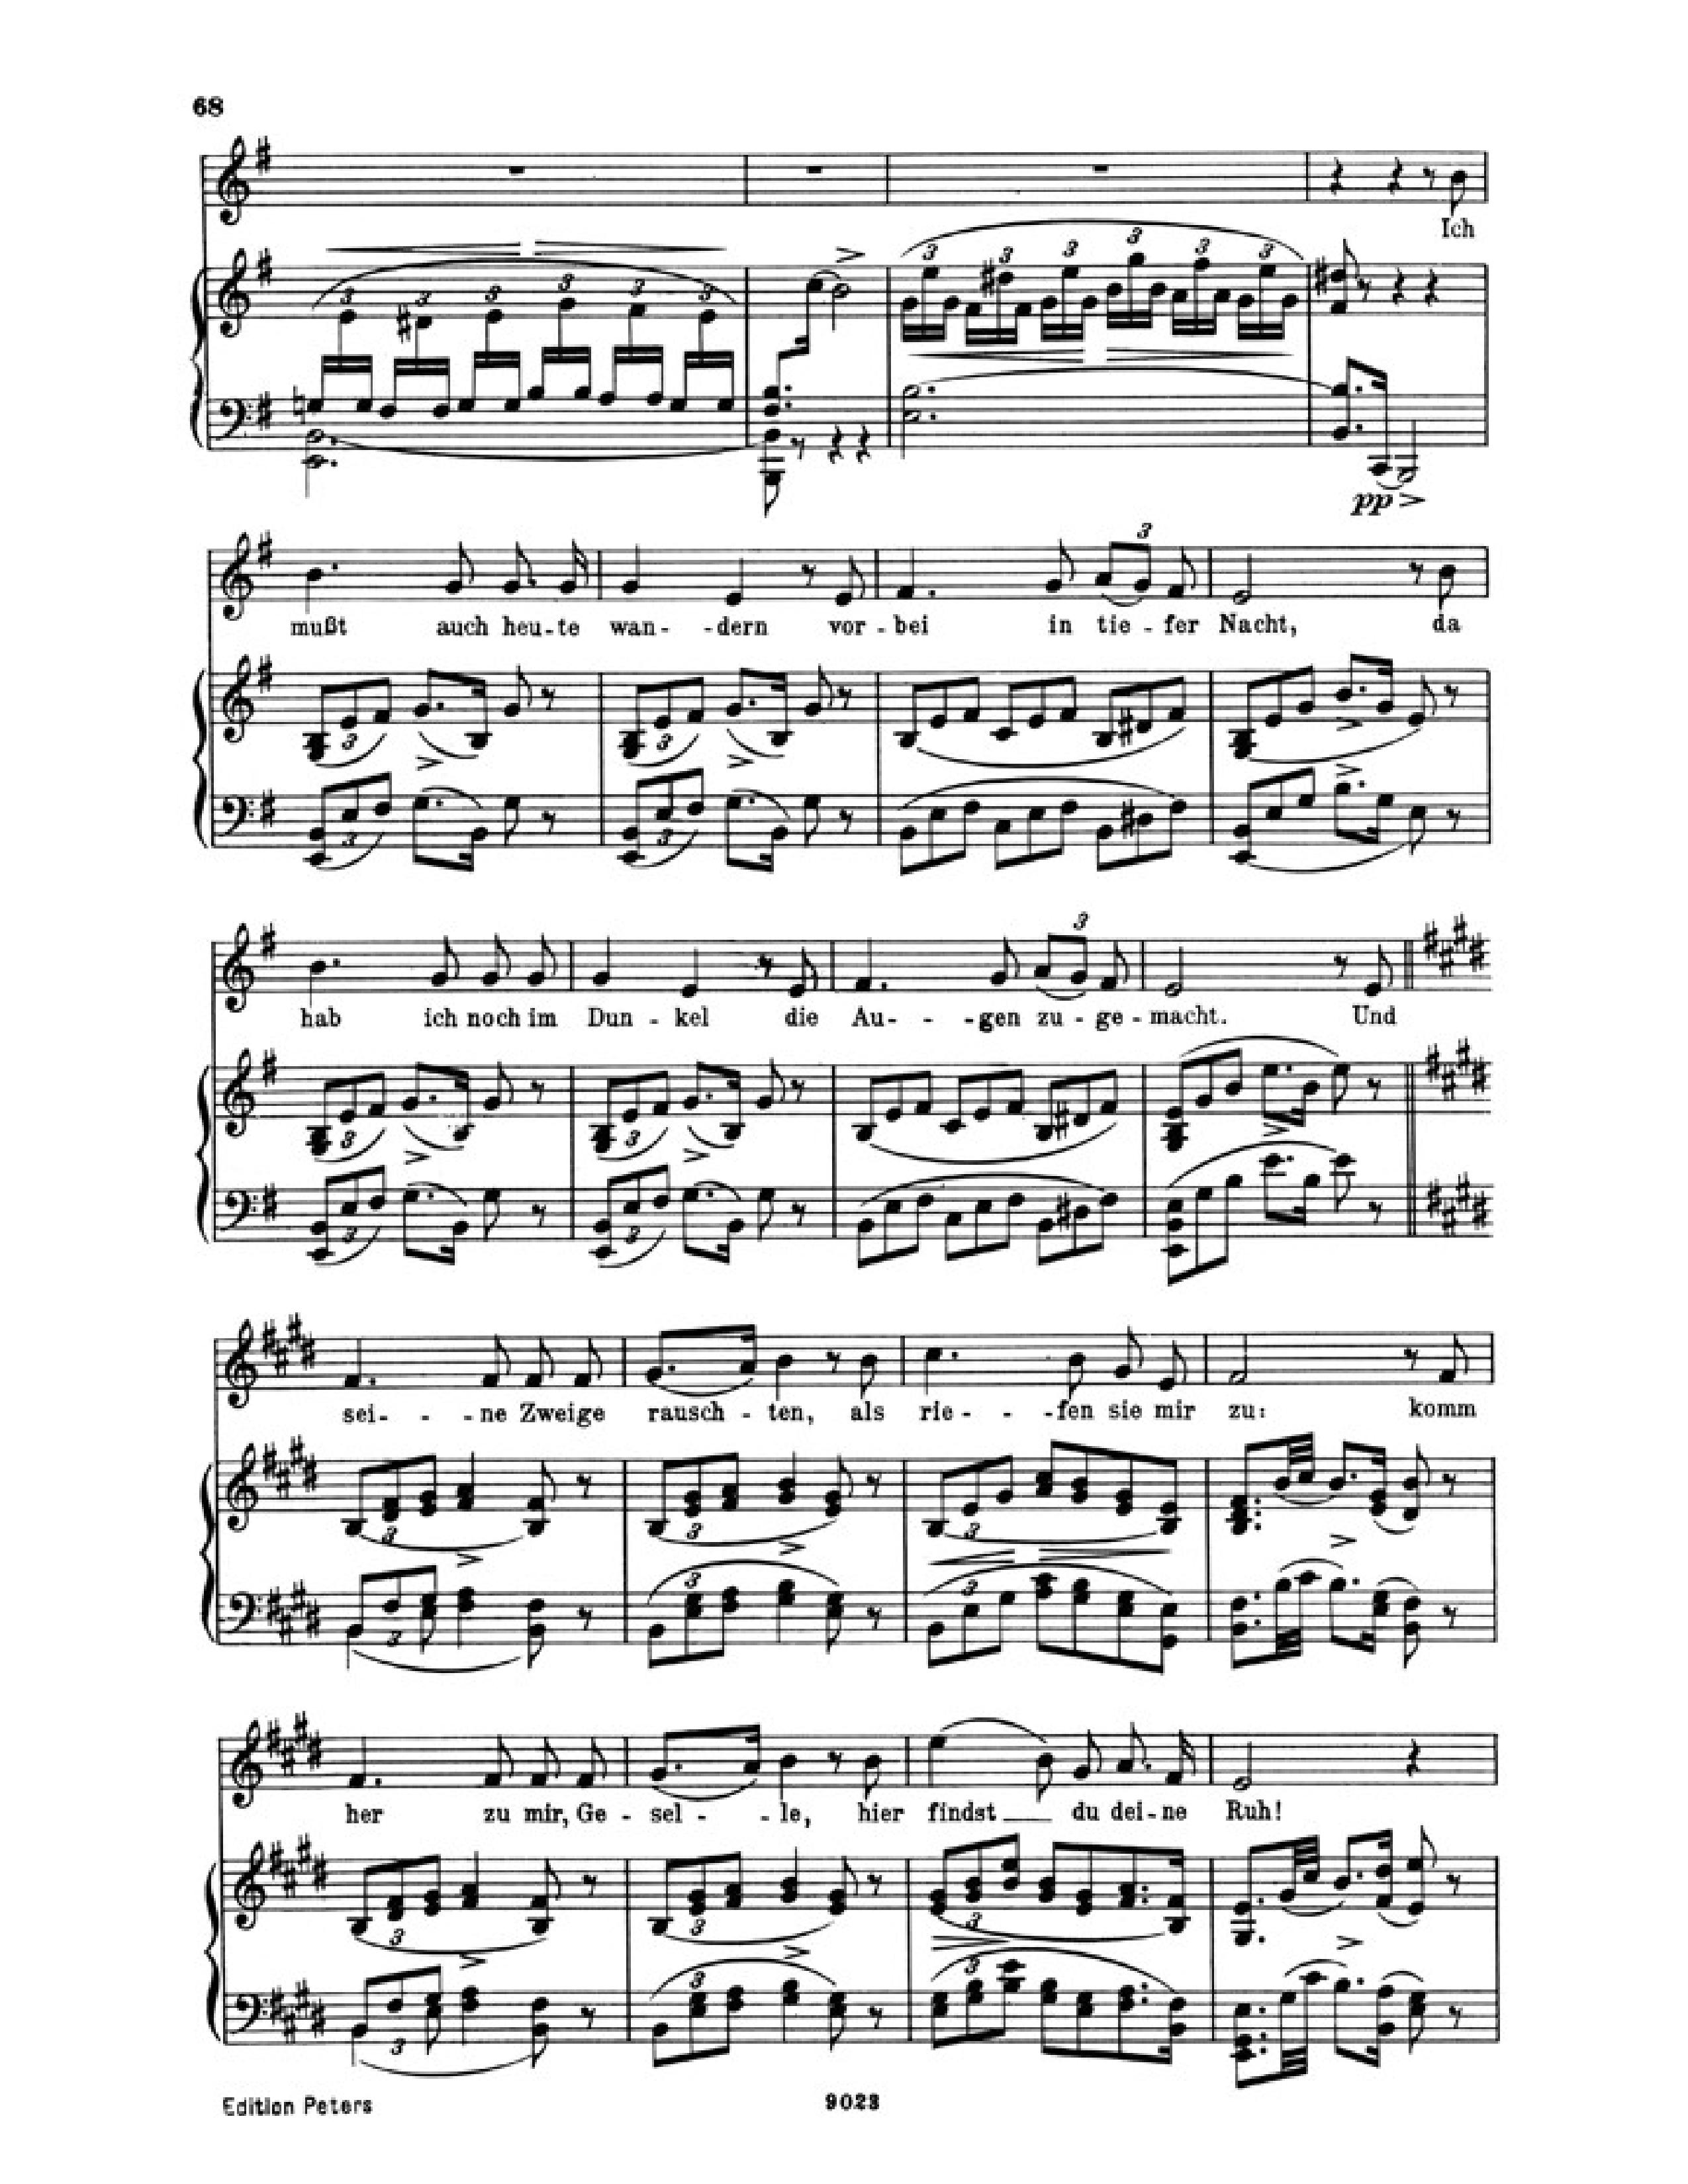 68
Ich
pp
mußt auch heu-te wan--dern vor-bei in tie-fer Nacht, da
hab ich noch im Dun-kel die Au--gen zu-ge-macht. Und
sei---ne Zweige rausch-ten, als rie---fen sie mir zu: komm
her zu mir, Ge-sel--le, hier findst du dei-ne Ruh!
Edition Peters 9023